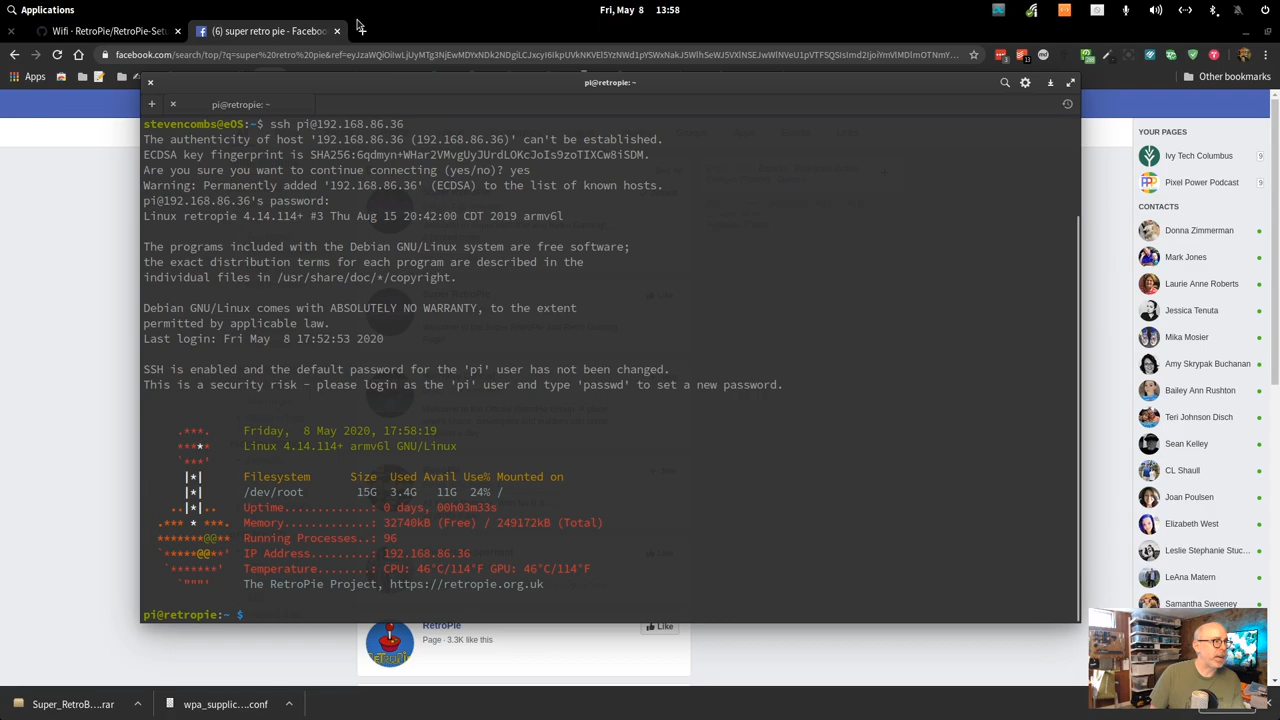 Applications
Fri, May 8 13:58
Wifi - RetroPie/RetroPie-Setu
(6) super retro pie - Facebook
facebook.com/search/top/?q=super
Apps
Other bookmarks
pi@retropie: ~
pi@retropie: ~
stevencombs@eOS:~$ ssh pi@192.168.86.36
The authenticity of host '192.168.86.36 (192.168.86.36)' can't be established.
ECDSA key fingerprint is SHA256:6qdmyn+WHar2VMvgUyJUrdLOKcJoIs9zoTIXCw8iSDM.
Are you sure you want to continue connecting (yes/no)? yes
Warning: Permanently added '192.168.86.36' (ECDSA) to the list of known hosts.
pi@192.168.86.36's password:
Linux retropie 4.14.114+ #3 Thu Aug 15 20:42:00 CDT 2019 armv6l
The programs included with the Debian GNU/Linux system are free software;
the exact distribution terms for each program are described in the
individual files in /usr/share/doc/*/copyright.
Debian GNU/Linux comes with ABSOLUTELY NO WARRANTY, to the extent
permitted by applicable law.
Last login: Fri May  8 17:52:53 2020
SSH is enabled and the default password for the 'pi' user has not been changed.
This is a security risk - please login as the 'pi' user and type 'passwd' to set a new password.
.***. Friday,  8 May 2020, 17:58:19
***** Linux 4.14.114+ armv6l GNU/Linux
`***'
|*| Filesystem      Size  Used Avail Use% Mounted on
|*| /dev/root        15G  3.4G   11G  24% /
..|*|.. Uptime.............: 0 days, 00h03m33s
.*** * ***. Memory.............: 32740kB (Free) / 249172kB (Total)
*******@@** Running Processes..: 96
`*****@@**' IP Address.........: 192.168.86.36
`*******' Temperature........: CPU: 46°C/114°F GPU: 46°C/114°F
`"""' The RetroPie Project, https://retropie.org.uk
pi@retropie:~ $
RetroPie
Page · 3.3K like this
Like
YOUR PAGES
Ivy Tech Columbus 9
Pixel Power Podcast 9
CONTACTS
Donna Zimmerman
Mark Jones
Laurie Anne Roberts
Jessica Tenuta
Mika Mosier
Amy Skrypak Buchanan
Bailey Ann Rushton
Teri Johnson Disch
Sean Kelley
CL Shaull
Joan Poulsen
Elizabeth West
Leslie Stephanie Stuc...
LeAna Matern
Samantha Sweeney
Super_RetroB....rar
wpa_supplic....conf